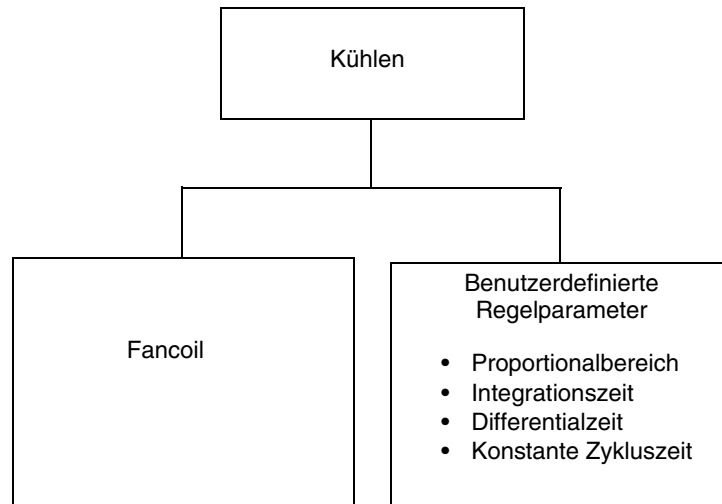 Kühlen
Fancoil
Benutzerdefinierte
Regelparameter
• Proportionalbereich
• Integrationszeit
• Differentialzeit
• Konstante Zykluszeit